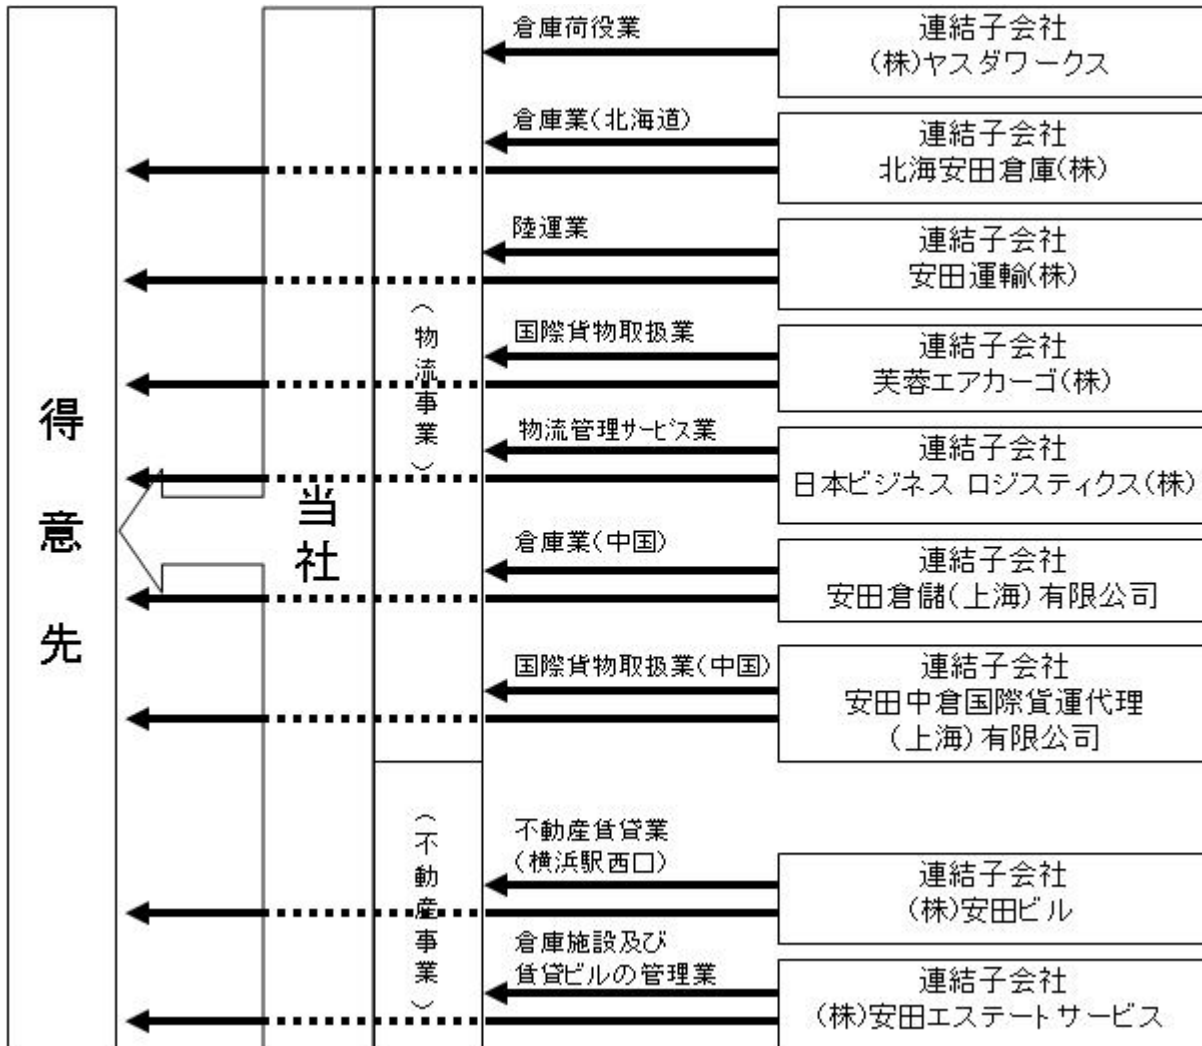 倉庫荷役業
連結子会社
(株)ヤスダワークス
倉庫業(北海道)
連結子会社
北海安田倉庫(株)
陸運業
連結子会社
安田運輸(株)
国際貨物取扱業
連結子会社
芙蓉エアカーゴ(株)
物流管理サービス業
連結子会社
日本ビジネス ロジスティクス(株)
倉庫業(中国)
連結子会社
安田倉儲(上海)有限公司
国際貨物取扱業(中国)
連結子会社
安田中倉国際貨運代理
(上海)有限公司
不動産賃貸業
(横浜駅西口)
連結子会社
(株)安田ビル
倉庫施設及び
賃貸ビルの管理業
連結子会社
(株)安田エステートサービス
(物流事業)
(不動産事業)
当社
得意先